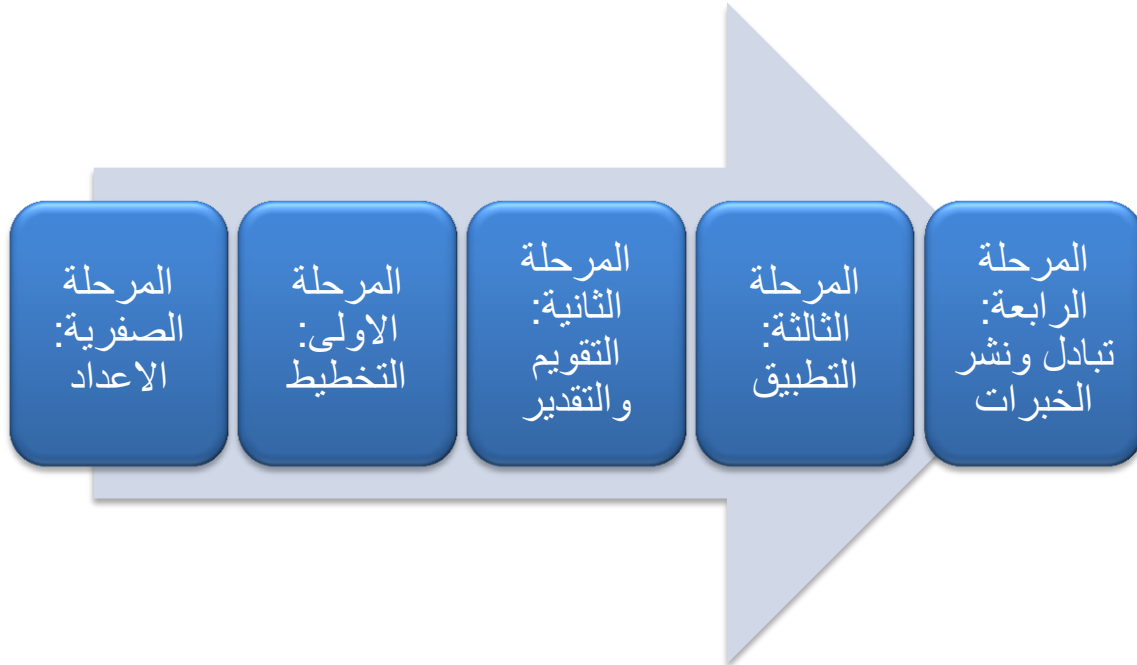 المرحلة
الصفرية:
الاعداد
المرحلة
الاولى:
التخطيط
المرحلة
الثانية:
التقويم
والتقدير
المرحلة
الثالثة:
التطبيق
المرحلة
الرابعة:
تبادل ونشر
الخبرات